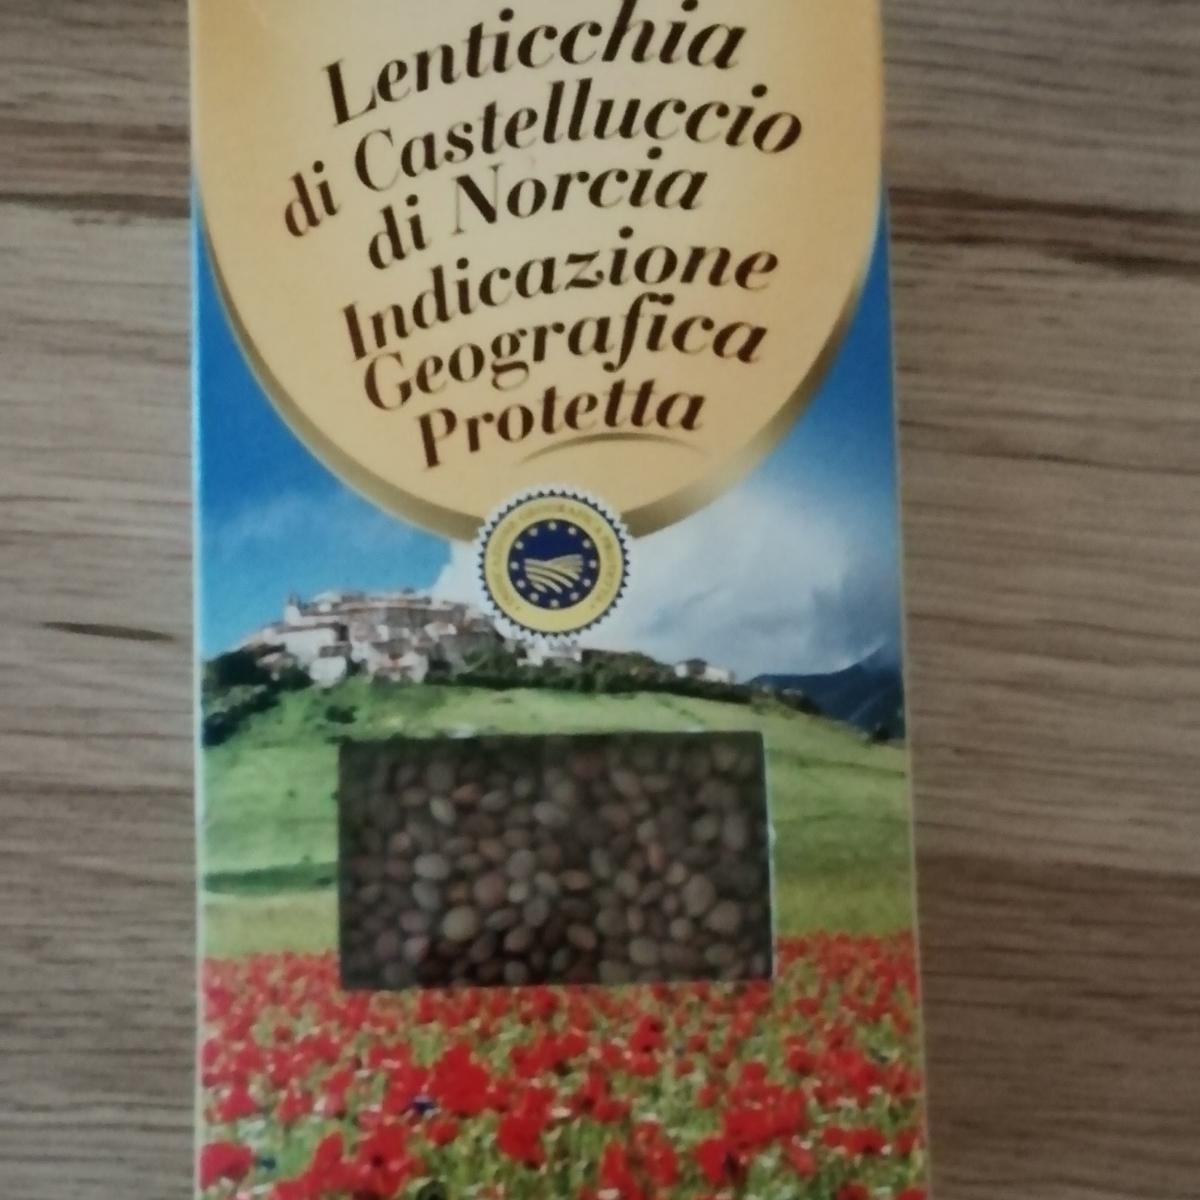 Lenticchia
di Castelluccio
di Norcia
Indicazione
Geografica
Protetta